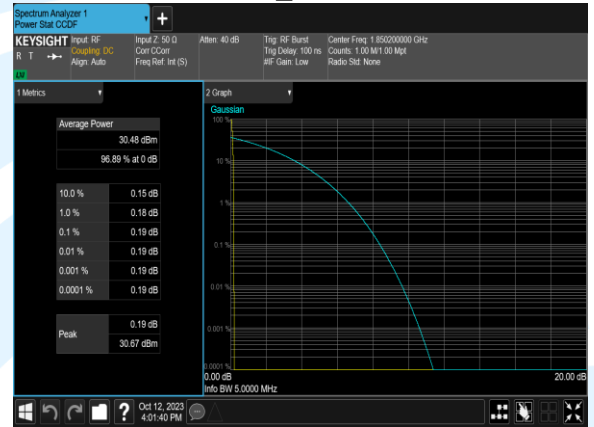 Spectrum Analyzer 1
Power Stat CCDF
+
KEYSIGHT
R T
LXI
Input: RF
Coupling: DC
Align: Auto
Input Z: 50 Ω
Corr CCorr
Freq Ref: Int (S)
Atten: 40 dB
Trig: RF Burst
Trig Delay: 100 ns
#IF Gain: Low
Center Freq: 1.850200000 GHz
Counts: 1.00 M/1.00 Mpt
Radio Std: None
1 Metrics
Average Power
30.48 dBm
96.89 % at 0 dB
10.0 % 0.15 dB
1.0 % 0.18 dB
0.1 % 0.19 dB
0.01 % 0.19 dB
0.001 % 0.19 dB
0.0001 % 0.19 dB
Peak
0.19 dB
30.67 dBm
2 Graph
Gaussian
100 %
10 %
1 %
0.1 %
0.01 %
0.001 %
0.0001 %
0.00 dB
20.00 dB
Info BW 5.0000 MHz
?
Oct 12, 2023
4:01:40 PM